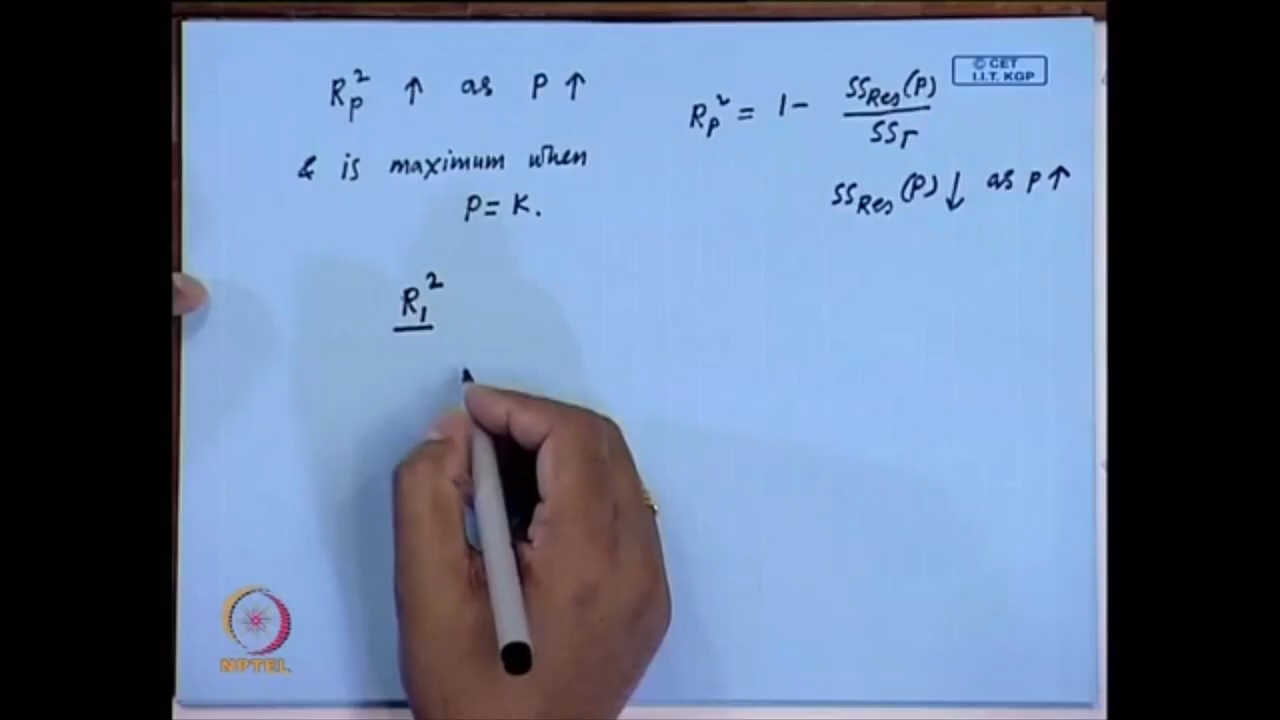 R_p^2 ↑ as P ↑
& is maximum when
P = K.
R_1^2
© CET
I.I.T. KGP
R_p^2 = 1 - SS_Res(P) / SS_T
SS_Res(P) ↓ as P ↑
NPTEL